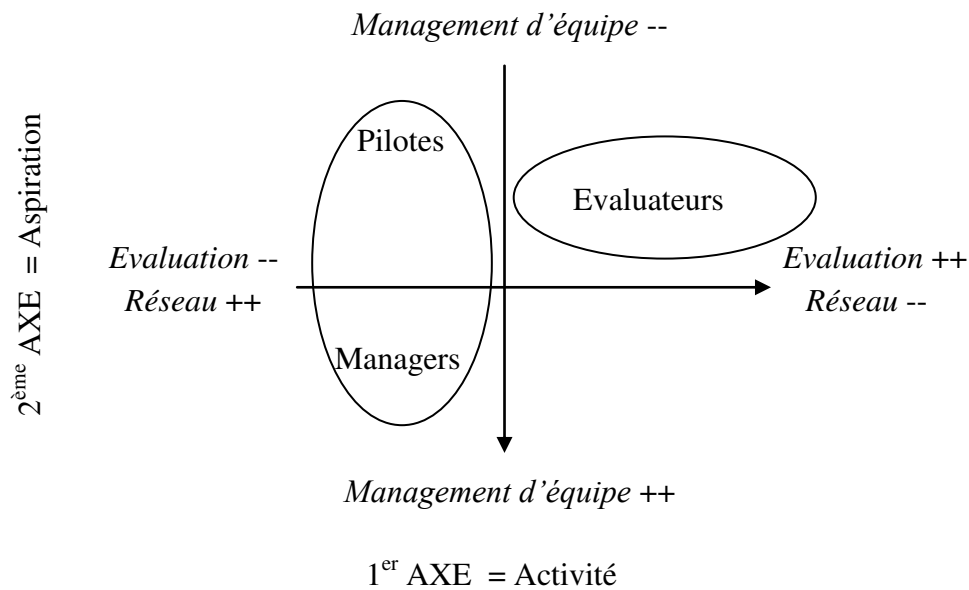 Management d'équipe --
2ème AXE = Aspiration
Pilotes
Evaluateurs
Evaluation --
Réseau ++
Evaluation ++
Réseau --
Managers
Management d'équipe ++
1er AXE = Activité